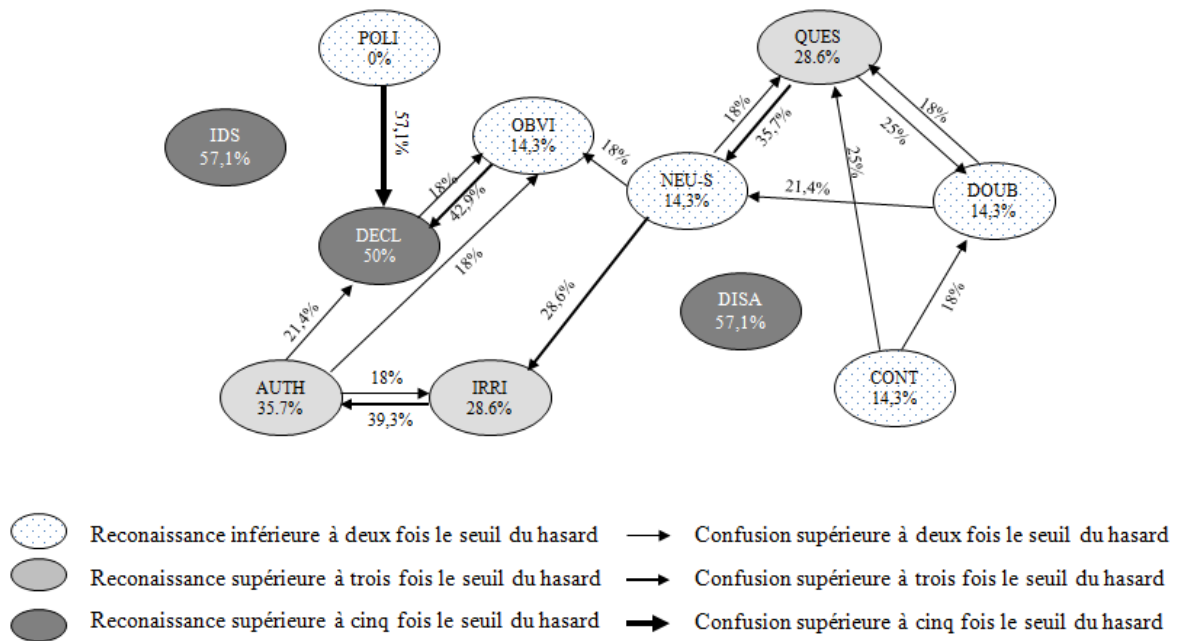 POLI
0%
QUES
28.6%
IDS
57,1%
57,1%
OBVI
14,3%
18%
35,7%
18%
25%
18%
NEU-S
14,3%
25%
DOUB
14,3%
21,4%
18%
42,9%
DECL
50%
18%
28,6%
DISA
57,1%
18%
21,4%
AUTH
35.7%
18%
39,3%
IRRI
28.6%
CONT
14,3%
Reconaissance inférieure à deux fois le seuil du hasard
Confusion supérieure à deux fois le seuil du hasard
Reconaissance supérieure à trois fois le seuil du hasard
Confusion supérieure à trois fois le seuil du hasard
Reconaissance supérieure à cinq fois le seuil du hasard
Confusion supérieure à cinq fois le seuil du hasard